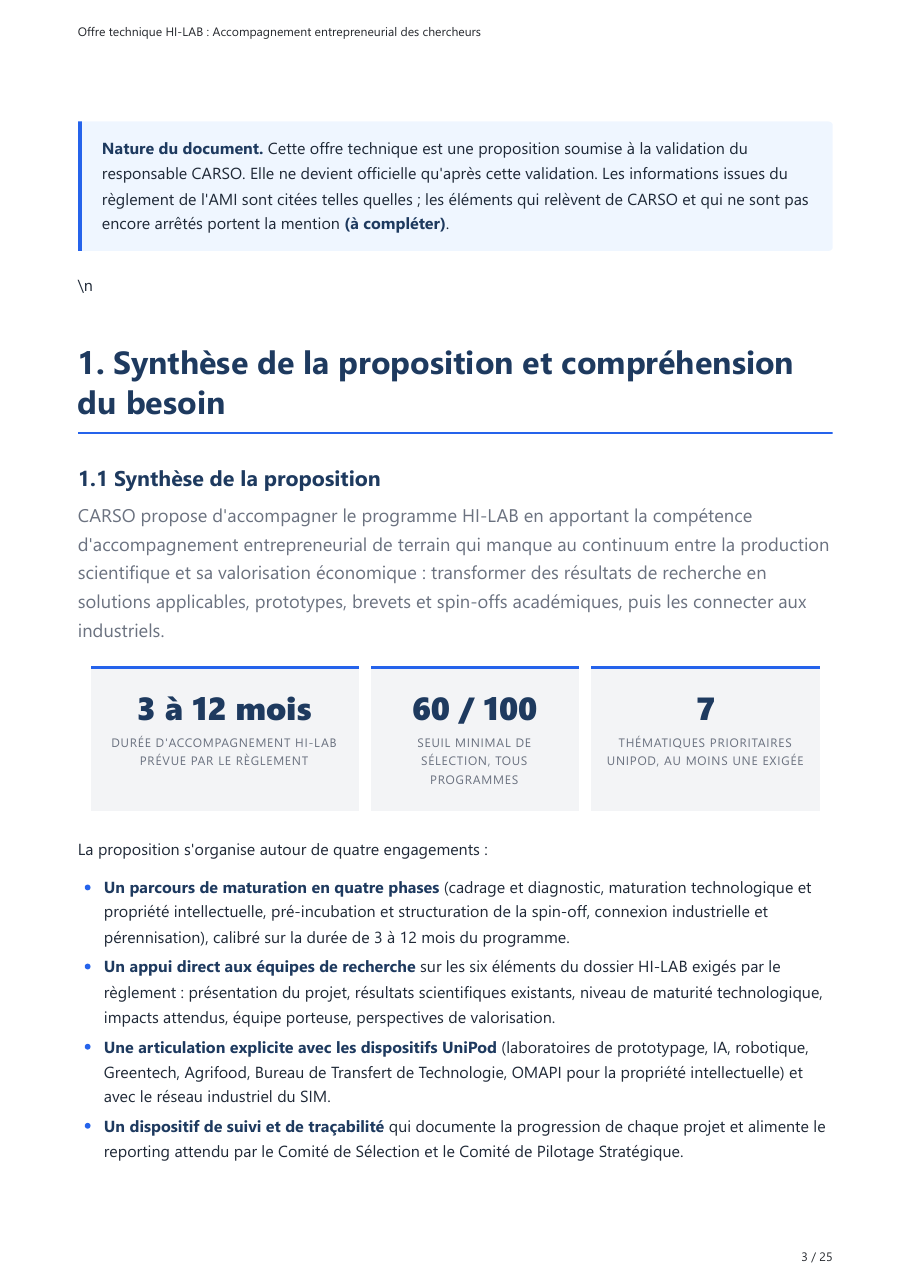 Offre technique HI-LAB : Accompagnement entrepreneurial des chercheurs
Nature du document. Cette offre technique est une proposition soumise à la validation du
responsable CARSO. Elle ne devient officielle qu'après cette validation. Les informations issues du
règlement de l'AMI sont citées telles quelles ; les éléments qui relèvent de CARSO et qui ne sont pas
encore arrêtés portent la mention (à compléter).
\n
1. Synthèse de la proposition et compréhension
du besoin
1.1 Synthèse de la proposition
CARSO propose d'accompagner le programme HI-LAB en apportant la compétence
d'accompagnement entrepreneurial de terrain qui manque au continuum entre la production
scientifique et sa valorisation économique : transformer des résultats de recherche en
solutions applicables, prototypes, brevets et spin-offs académiques, puis les connecter aux
industriels.
3 à 12 mois
DURÉE D'ACCOMPAGNEMENT HI-LAB
PRÉVUE PAR LE RÈGLEMENT
60 / 100
SEUIL MINIMAL DE
SÉLECTION, TOUS
PROGRAMMES
7
THÉMATIQUES PRIORITAIRES
UNIPOD, AU MOINS UNE EXIGÉE
La proposition s'organise autour de quatre engagements :
• Un parcours de maturation en quatre phases (cadrage et diagnostic, maturation technologique et
propriété intellectuelle, pré-incubation et structuration de la spin-off, connexion industrielle et
pérennisation), calibré sur la durée de 3 à 12 mois du programme.
• Un appui direct aux équipes de recherche sur les six éléments du dossier HI-LAB exigés par le
règlement : présentation du projet, résultats scientifiques existants, niveau de maturité technologique,
impacts attendus, équipe porteuse, perspectives de valorisation.
• Une articulation explicite avec les dispositifs UniPod (laboratoires de prototypage, IA, robotique,
Greentech, Agrifood, Bureau de Transfert de Technologie, OMAPI pour la propriété intellectuelle) et
avec le réseau industriel du SIM.
• Un dispositif de suivi et de traçabilité qui documente la progression de chaque projet et alimente le
reporting attendu par le Comité de Sélection et le Comité de Pilotage Stratégique.
3 / 25